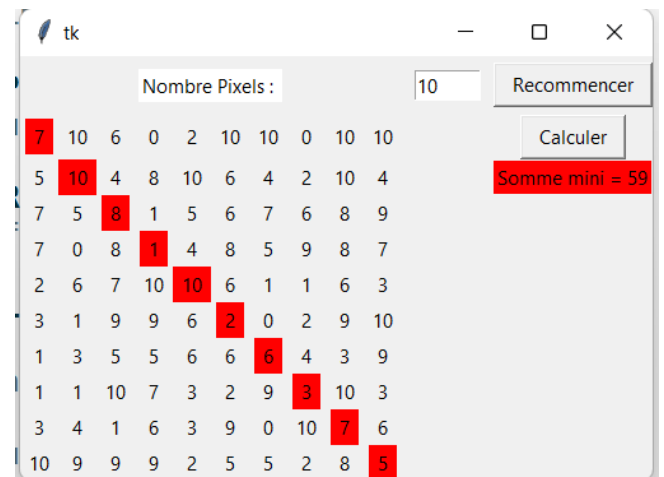 tk
Nombre Pixels : 10 Recommencer
7 10 6 0 2 10 10 0 10 10 Calculer
5 10 4 8 10 6 4 2 10 4 Somme mini = 59
7 5 8 1 5 6 7 6 8 9
7 0 8 1 4 8 5 9 8 7
2 6 7 10 10 6 1 1 6 3
3 1 9 9 6 2 0 2 9 10
1 3 5 5 6 6 6 4 3 9
1 1 10 7 3 2 9 3 10 3
3 4 1 6 3 9 0 10 7 6
10 9 9 9 2 5 5 2 8 5